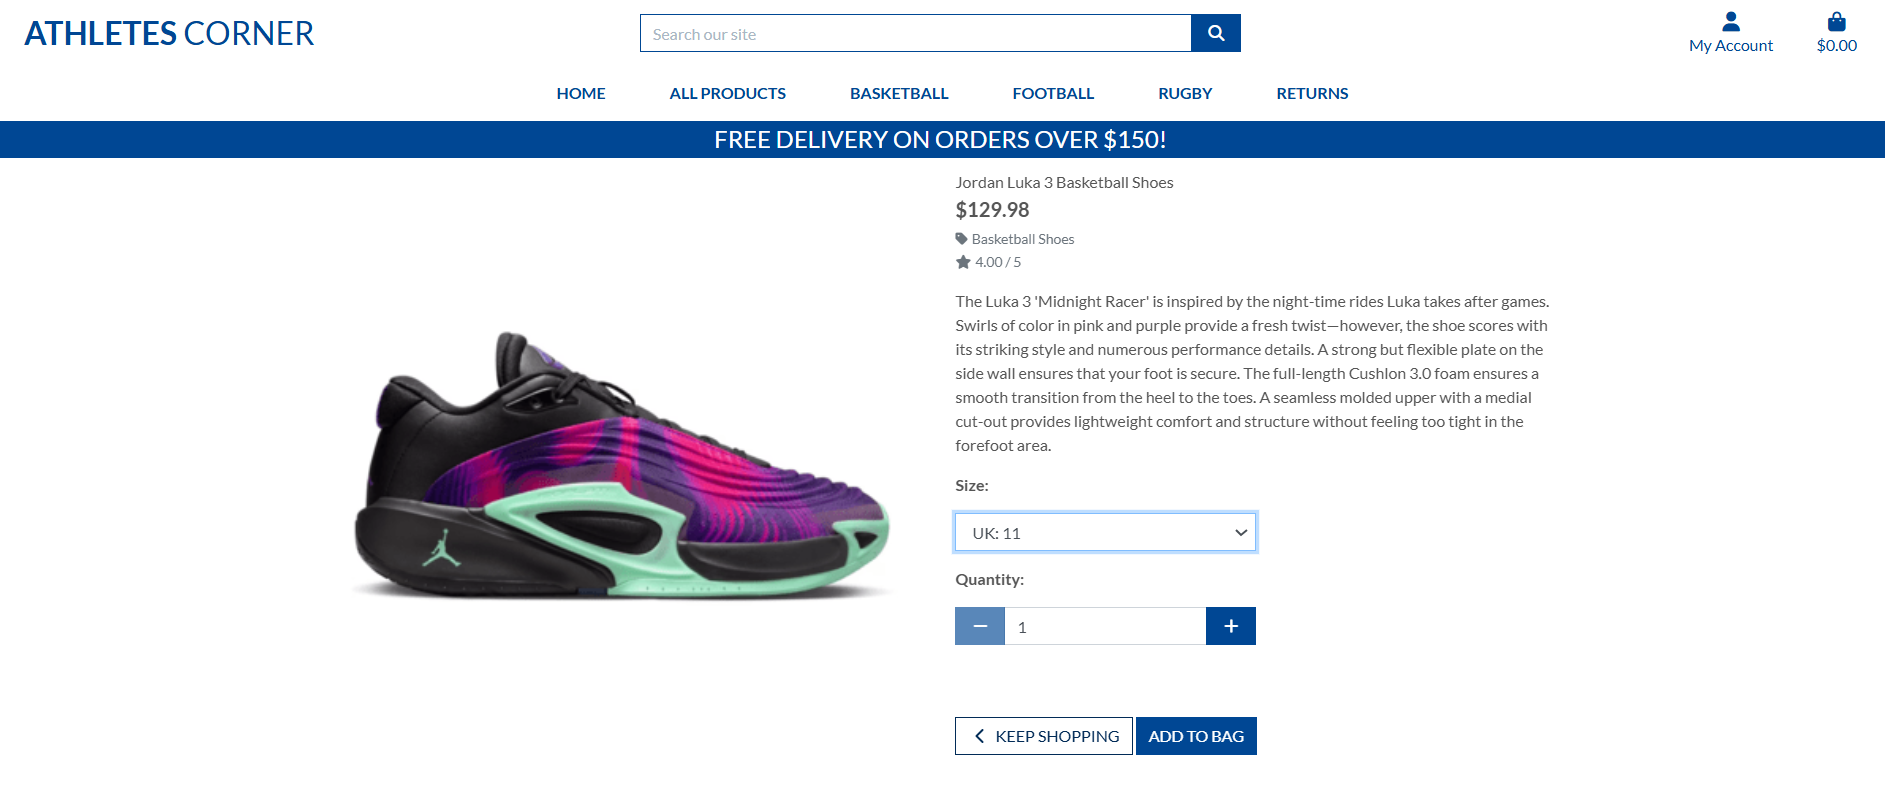 ATHLETES CORNER
Search our site
My Account
$0.00
HOME
ALL PRODUCTS
BASKETBALL
FOOTBALL
RUGBY
RETURNS
FREE DELIVERY ON ORDERS OVER $150!
Jordan Luka 3 Basketball Shoes
$129.98
Basketball Shoes
4.00 / 5
The Luka 3 'Midnight Racer' is inspired by the night-time rides Luka takes after games.
Swirls of color in pink and purple provide a fresh twist—however, the shoe scores with
its striking style and numerous performance details. A strong but flexible plate on the
side wall ensures that your foot is secure. The full-length Cushlon 3.0 foam ensures a
smooth transition from the heel to the toes. A seamless molded upper with a medial
cut-out provides lightweight comfort and structure without feeling too tight in the
forefoot area.
Size:
UK: 11
Quantity:
1
KEEP SHOPPING
ADD TO BAG